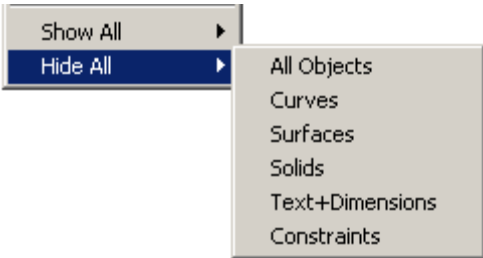 Show All
Hide All
All Objects
Curves
Surfaces
Solids
Text+Dimensions
Constraints